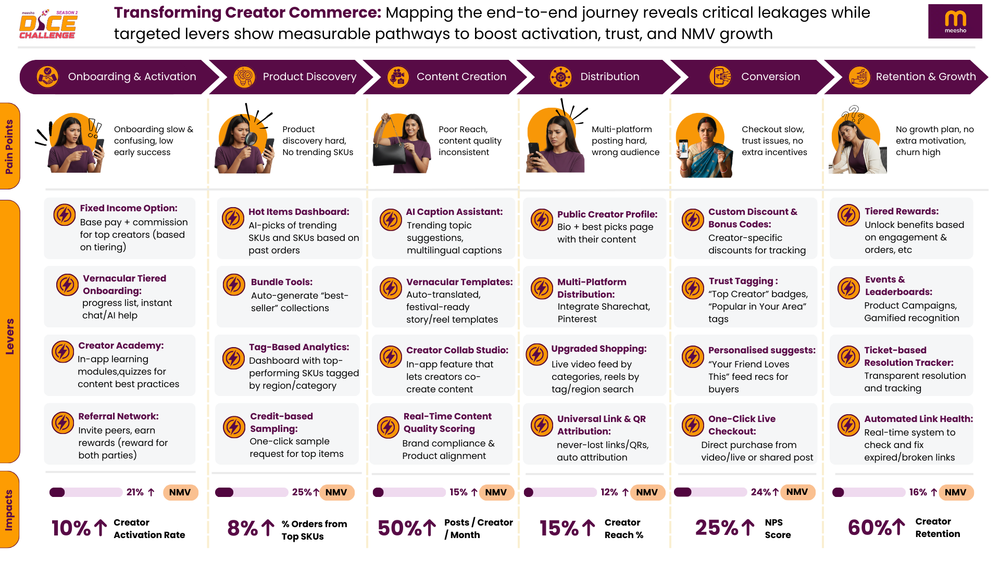 meesho SEASON 2
DICE
CHALLENGE
Transforming Creator Commerce: Mapping the end-to-end journey reveals critical leakages while
targeted levers show measurable pathways to boost activation, trust, and NMV growth
meesho
Onboarding & Activation
Product Discovery
Content Creation
Distribution
Conversion
Retention & Growth
Pain Points
Onboarding slow &
confusing, low
early success
Product
discovery hard,
No trending SKUs
Poor Reach,
content quality
inconsistent
Multi-platform
posting hard,
wrong audience
Checkout slow,
trust issues, no
extra incentives
No growth plan, no
extra motivation,
churn high
Levers
Fixed Income Option:
Base pay + commission
for top creators (based
on tiering)
Hot Items Dashboard:
AI-picks of trending
SKUs and SKUs based on
past orders
AI Caption Assistant:
Trending topic
suggestions,
multilingual captions
Public Creator Profile:
Bio + best picks page
with their content
Custom Discount &
Bonus Codes:
Creator-specific
discounts for tracking
Tiered Rewards:
Unlock benefits based
on engagement &
orders, etc
Vernacular Tiered
Onboarding:
progress list, instant
chat/AI help
Bundle Tools:
Auto-generate “best-
seller” collections
Vernacular Templates:
Auto-translated,
festival-ready
story/reel templates
Multi-Platform
Distribution:
Integrate Sharechat,
Pinterest
Trust Tagging :
“Top Creator” badges,
“Popular in Your Area”
tags
Events &
Leaderboards:
Product Campaigns,
Gamified recognition
Creator Academy:
In-app learning
modules,quizzes for
content best practices
Tag-Based Analytics:
Dashboard with top-
performing SKUs tagged
by region/category
Creator Collab Studio:
In-app feature that
lets creators co-
create content
Upgraded Shopping:
Live video feed by
categories, reels by
tag/region search
Personalised suggests:
“Your Friend Loves
This” feed recs for
buyers
Ticket-based
Resolution Tracker:
Transparent resolution
and tracking
Referral Network:
Invite peers, earn
rewards (reward for
both parties)
Credit-based
Sampling:
One-click sample
request for top items
Real-Time Content
Quality Scoring
Brand compliance &
Product alignment
Universal Link & QR
Attribution:
never-lost links/QRs,
auto attribution
One-Click Live
Checkout:
Direct purchase from
video/live or shared post
Automated Link Health:
Real-time system to
check and fix
expired/broken links
Impacts
21% ↑ NMV
25%↑ NMV
15% ↑ NMV
12% ↑ NMV
24%↑ NMV
16% ↑ NMV
10%↑ Creator
Activation Rate
8%↑ % Orders from
Top SKUs
50%↑ Posts / Creator
/ Month
15%↑ Creator
Reach %
25%↑ NPS
Score
60%↑ Creator
Retention